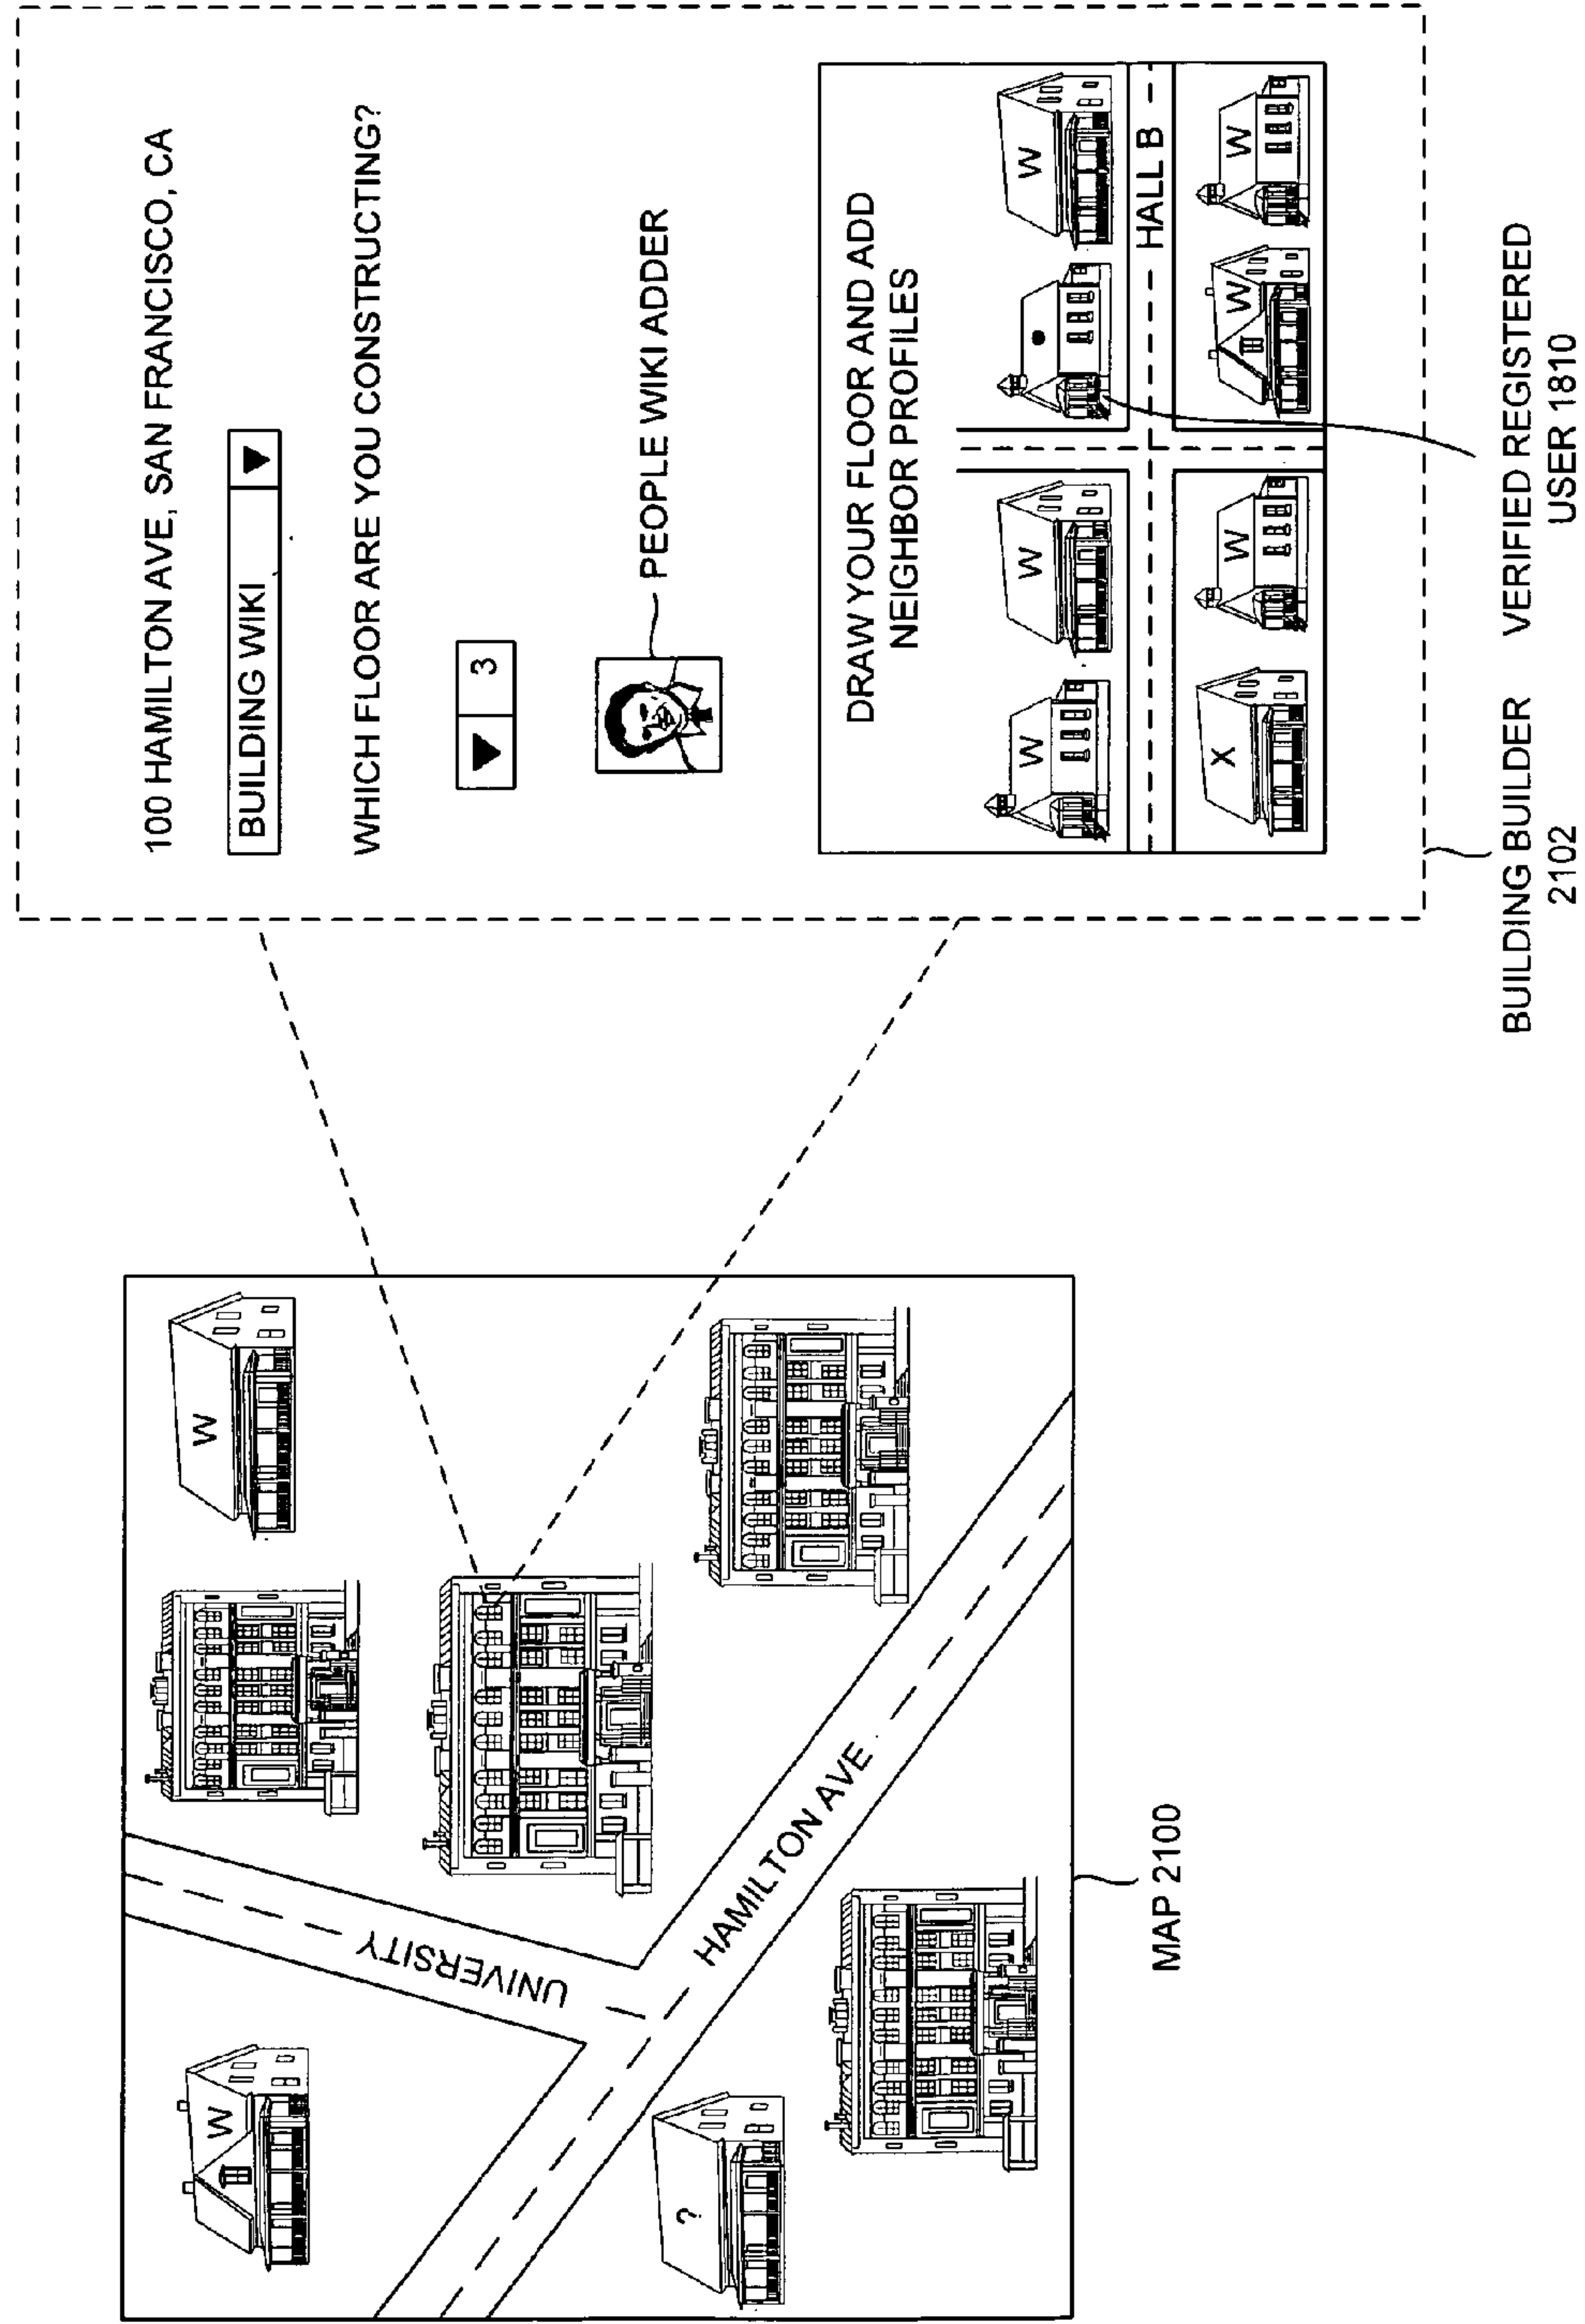 W
W
?
UNIVERSITY
HAMILTON AVE
MAP 2100
100 HAMILTON AVE, SAN FRANCISCO, CA
BUILDING WIKI
WHICH FLOOR ARE YOU CONSTRUCTING?
3
PEOPLE WIKI ADDER
DRAW YOUR FLOOR AND ADD
NEIGHBOR PROFILES
W
W
W
HALL B
X
W
W
W
BUILDING BUILDER
2102
VERIFIED REGISTERED
USER 1810